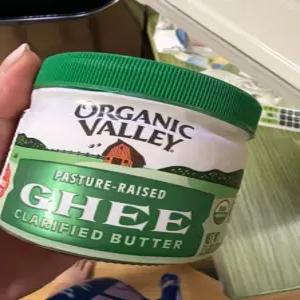 ORGANIC
VALLEY
PASTURE-RAISED
GHEE
CLARIFIED BUTTER